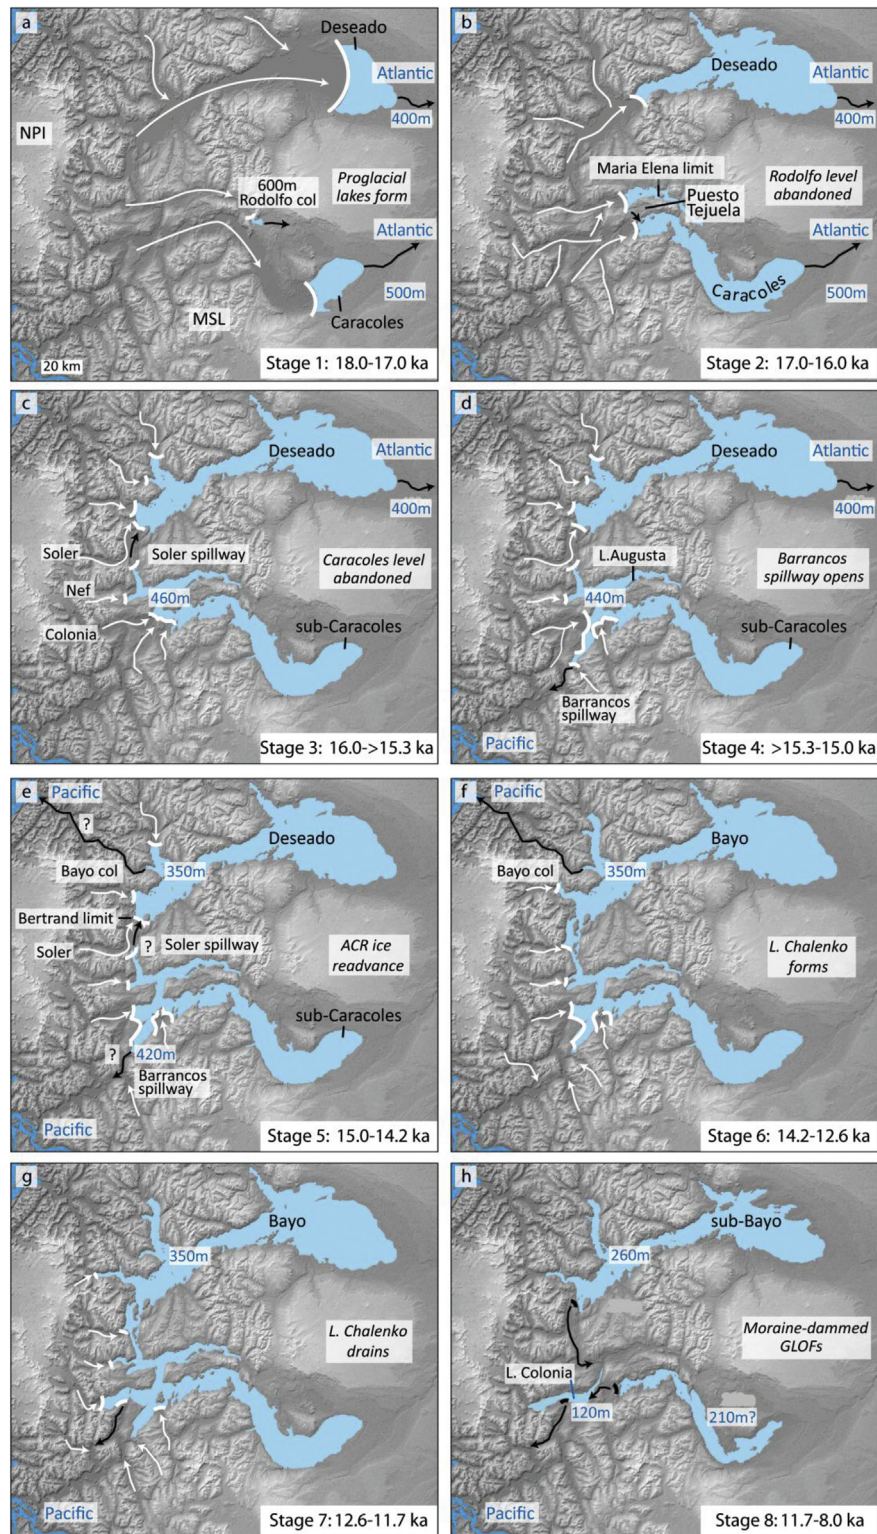 a
Deseado
Atlantic
400m
NPI
600m
Rodolfo col
Proglacial
lakes form
Atlantic
500m
MSL
Caracoles
20 km
Stage 1: 18.0-17.0 ka
b
Deseado
Atlantic
400m
Maria Elena limit
Rodolfo level
abandoned
Puesto
Tejuela
Atlantic
Caracoles
500m
Stage 2: 17.0-16.0 ka
c
Deseado
Atlantic
400m
Soler
Soler spillway
Caracoles level
abandoned
Nef
460m
Colonia
sub-Caracoles
Stage 3: 16.0->15.3 ka
d
Deseado
Atlantic
400m
L.Augusta
Barrancos
spillway opens
440m
sub-Caracoles
Barrancos
spillway
Pacific
Stage 4: >15.3-15.0 ka
e
Pacific
?
Deseado
Bayo col
350m
Bertrand limit
Soler
?
Soler spillway
ACR ice
readvance
sub-Caracoles
?
420m
Barrancos
spillway
Pacific
Stage 5: 15.0-14.2 ka
f
Pacific
Bayo
Bayo col
350m
L. Chalenko
forms
Stage 6: 14.2-12.6 ka
g
Bayo
350m
L. Chalenko
drains
Pacific
Stage 7: 12.6-11.7 ka
h
sub-Bayo
260m
Moraine-dammed
GLOFs
L. Colonia
120m
210m?
Pacific
Stage 8: 11.7-8.0 ka